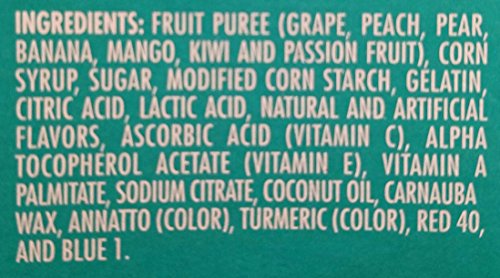 INGREDIENTS: FRUIT PUREE (GRAPE, PEACH, PEAR,
BANANA, MANGO, KIWI AND PASSION FRUIT), CORN
SYRUP, SUGAR, MODIFIED CORN STARCH, GELATIN,
CITRIC ACID, LACTIC ACID, NATURAL AND ARTIFICIAL
FLAVORS, ASCORBIC ACID (VITAMIN C), ALPHA
TOCOPHEROL ACETATE (VITAMIN E), VITAMIN A
PALMITATE, SODIUM CITRATE, COCONUT OIL, CARNAUBA
WAX, ANNATTO (COLOR), TURMERIC (COLOR), RED 40,
AND BLUE 1.